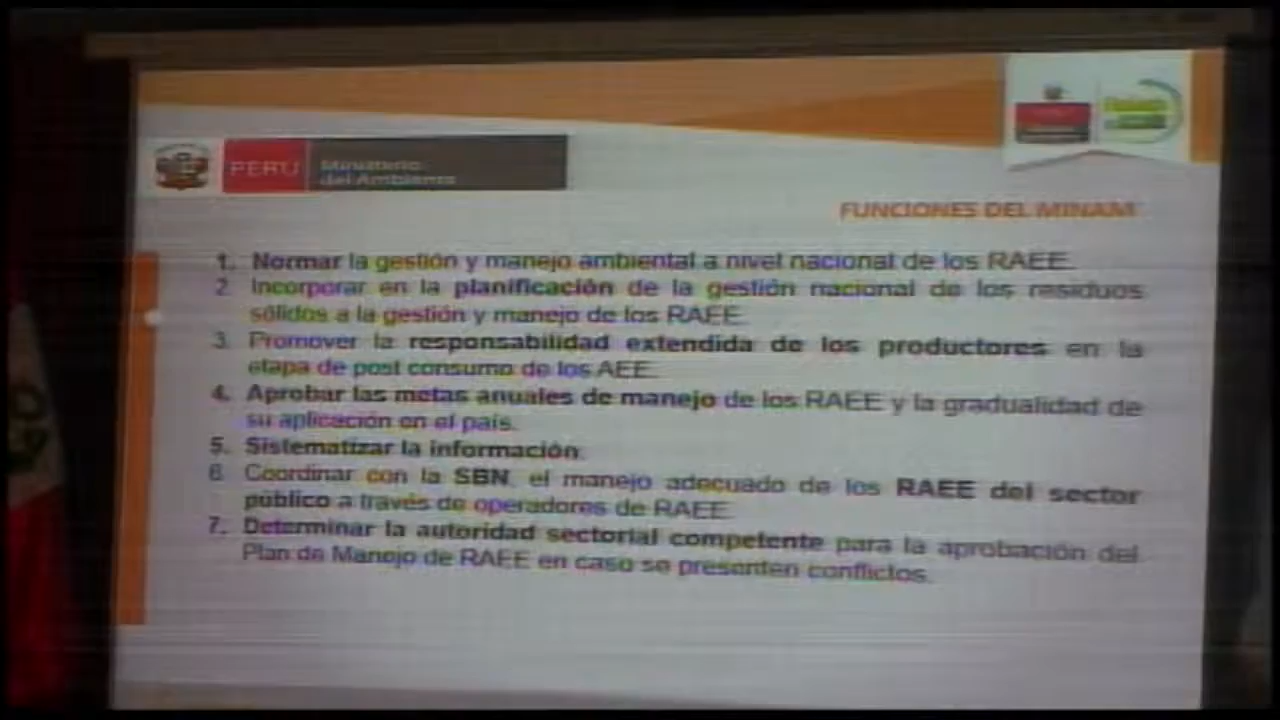 PERÚ
Ministerio
del Ambiente
FUNCIONES DEL MINAM
1. Normar la gestión y manejo ambiental a nivel nacional de los RAEE.
2. Incorporar en la planificación de la gestión nacional de los residuos
sólidos a la gestión y manejo de los RAEE.
3. Promover la responsabilidad extendida de los productores en la
etapa de post consumo de los AEE.
4. Aprobar las metas anuales de manejo de los RAEE y la gradualidad de
su aplicación en el país.
5. Sistematizar la información.
6. Coordinar con la SBN, el manejo adecuado de los RAEE del sector
público a través de operadores de RAEE.
7. Determinar la autoridad sectorial competente para la aprobación del
Plan de Manejo de RAEE en caso se presenten conflictos.